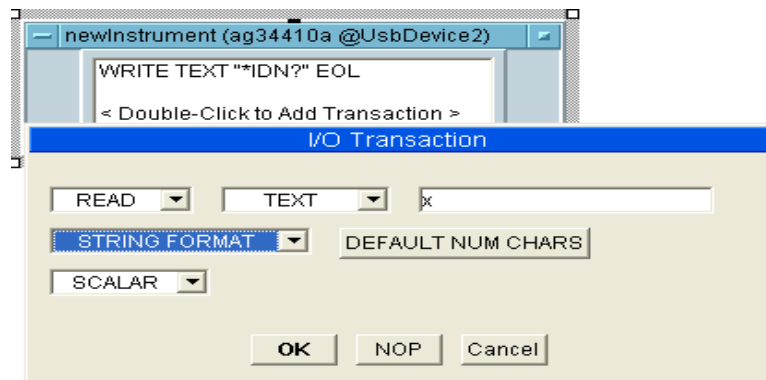 newInstrument (ag34410a @UsbDevice2)
WRITE TEXT "*IDN?" EOL
< Double-Click to Add Transaction >
I/O Transaction
READ TEXT x
STRING FORMAT DEFAULT NUM CHARS
SCALAR
OK NOP Cancel